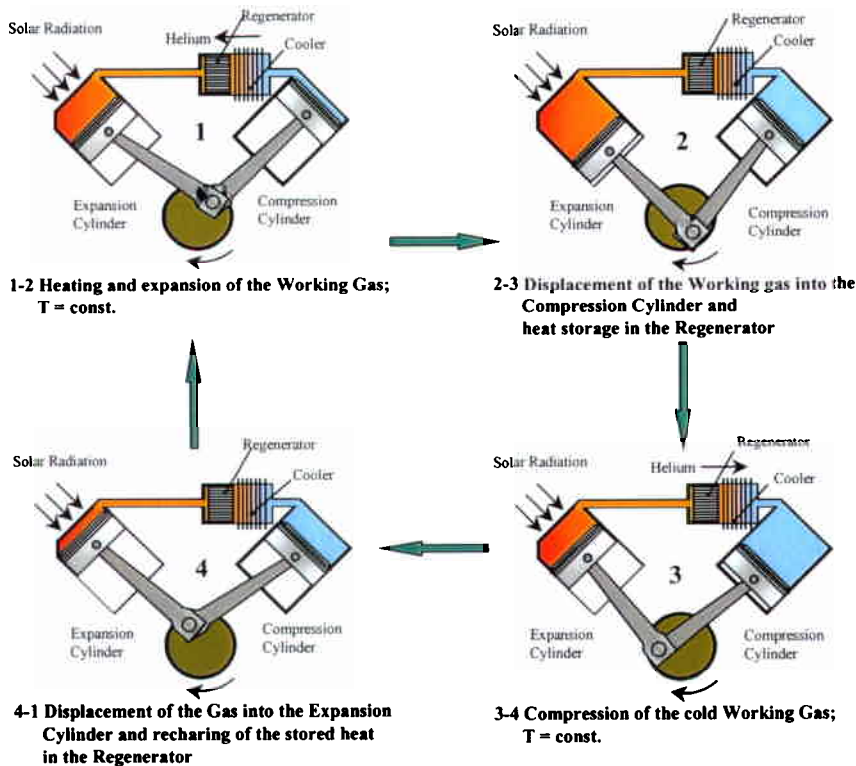 Solar Radiation
Regenerator
Helium
Cooler
1
Expansion
Cylinder
Compression
Cylinder
1-2 Heating and expansion of the Working Gas;
T = const.
Solar Radiation
Regenerator
Cooler
2
Expansion
Cylinder
Compression
Cylinder
2-3 Displacement of the Working gas into the
Compression Cylinder and
heat storage in the Regenerator
Solar Radiation
Regenerator
Cooler
4
Expansion
Cylinder
Compression
Cylinder
4-1 Displacement of the Gas into the Expansion
Cylinder and recharing of the stored heat
in the Regenerator
Solar Radiation
Regenerator
Helium
Cooler
3
Expansion
Cylinder
Compression
Cylinder
3-4 Compression of the cold Working Gas;
T = const.